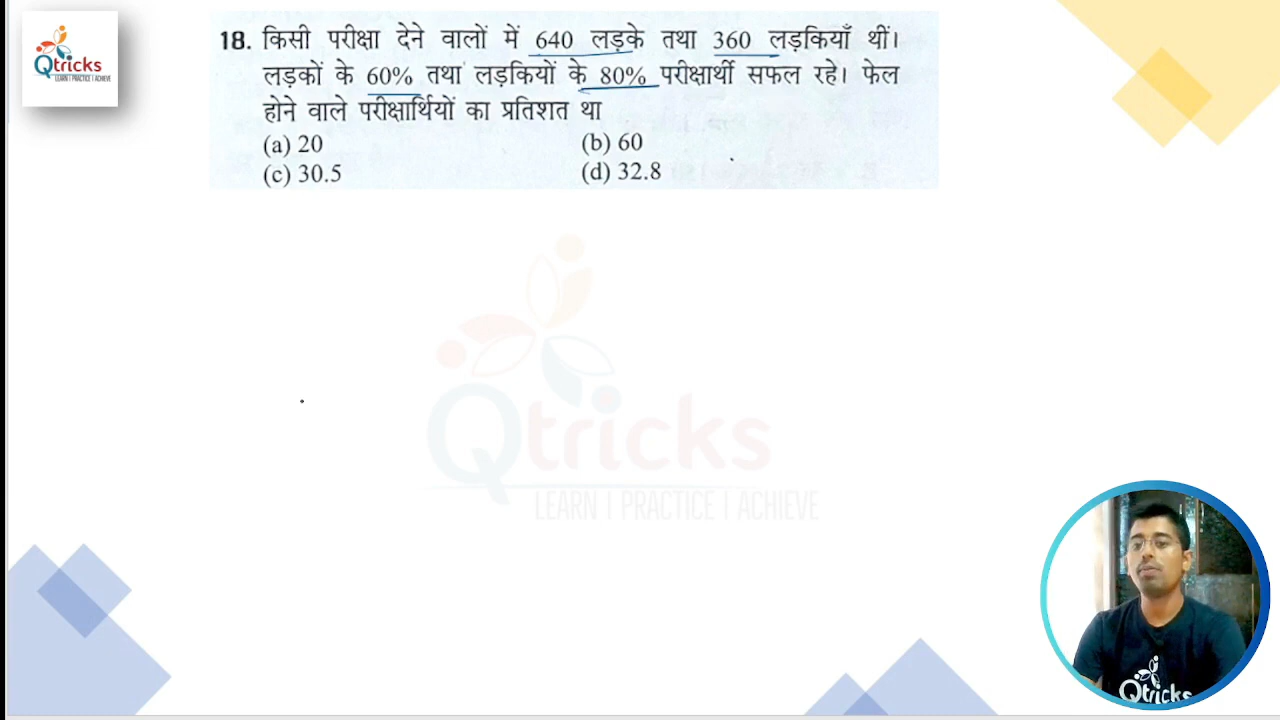 Qtricks
LEARN | PRACTICE | ACHIEVE
18. किसी परीक्षा देने वालों में 640 लड़के तथा 360 लड़कियाँ थीं।
लड़कों के 60% तथा लड़कियों के 80% परीक्षार्थी सफल रहे। फेल
होने वाले परीक्षार्थियों का प्रतिशत था
(a) 20 (b) 60
(c) 30.5 (d) 32.8
Qtricks
LEARN | PRACTICE | ACHIEVE
Qtricks